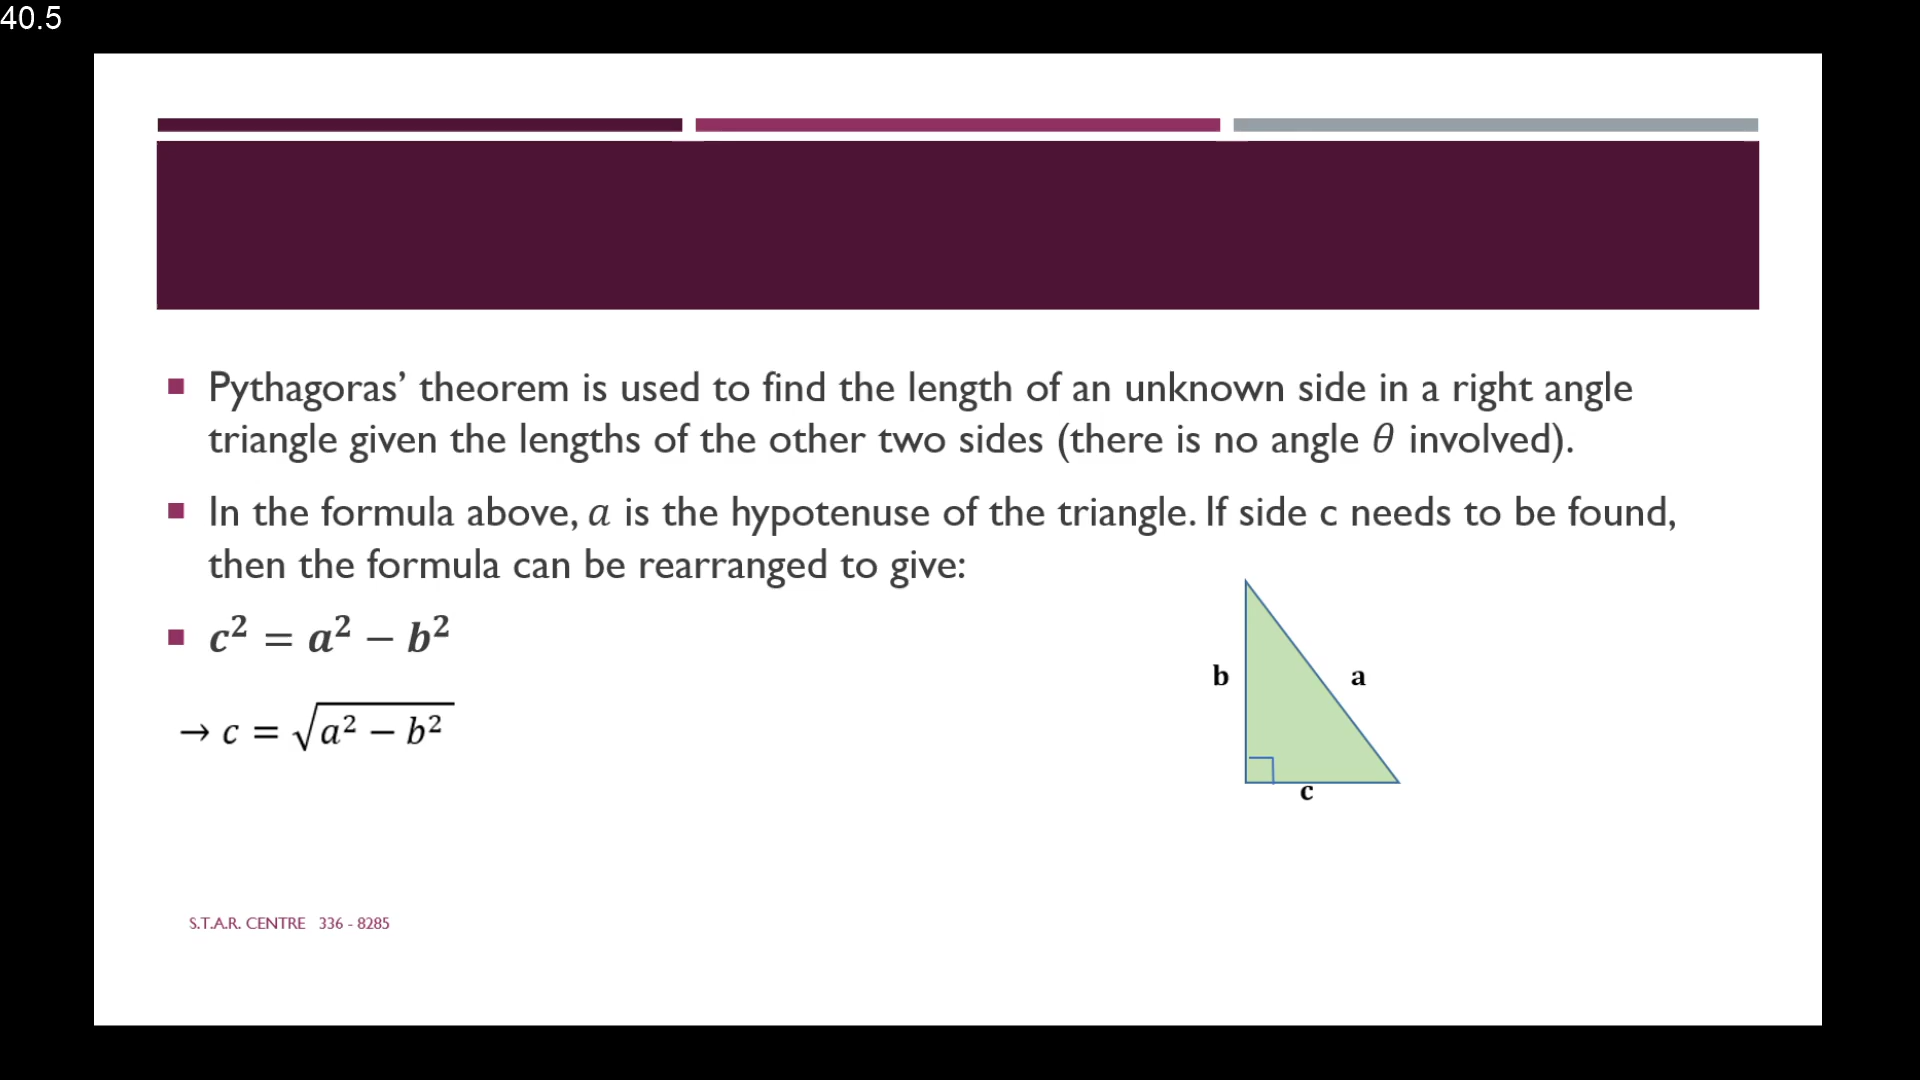 40.5
Pythagoras’ theorem is used to find the length of an unknown side in a right angle
triangle given the lengths of the other two sides (there is no angle θ involved).
In the formula above, a is the hypotenuse of the triangle. If side c needs to be found,
then the formula can be rearranged to give:
c² = a² − b²
→ c = √(a² − b²)
b
a
c
S.T.A.R. CENTRE 336 - 8285